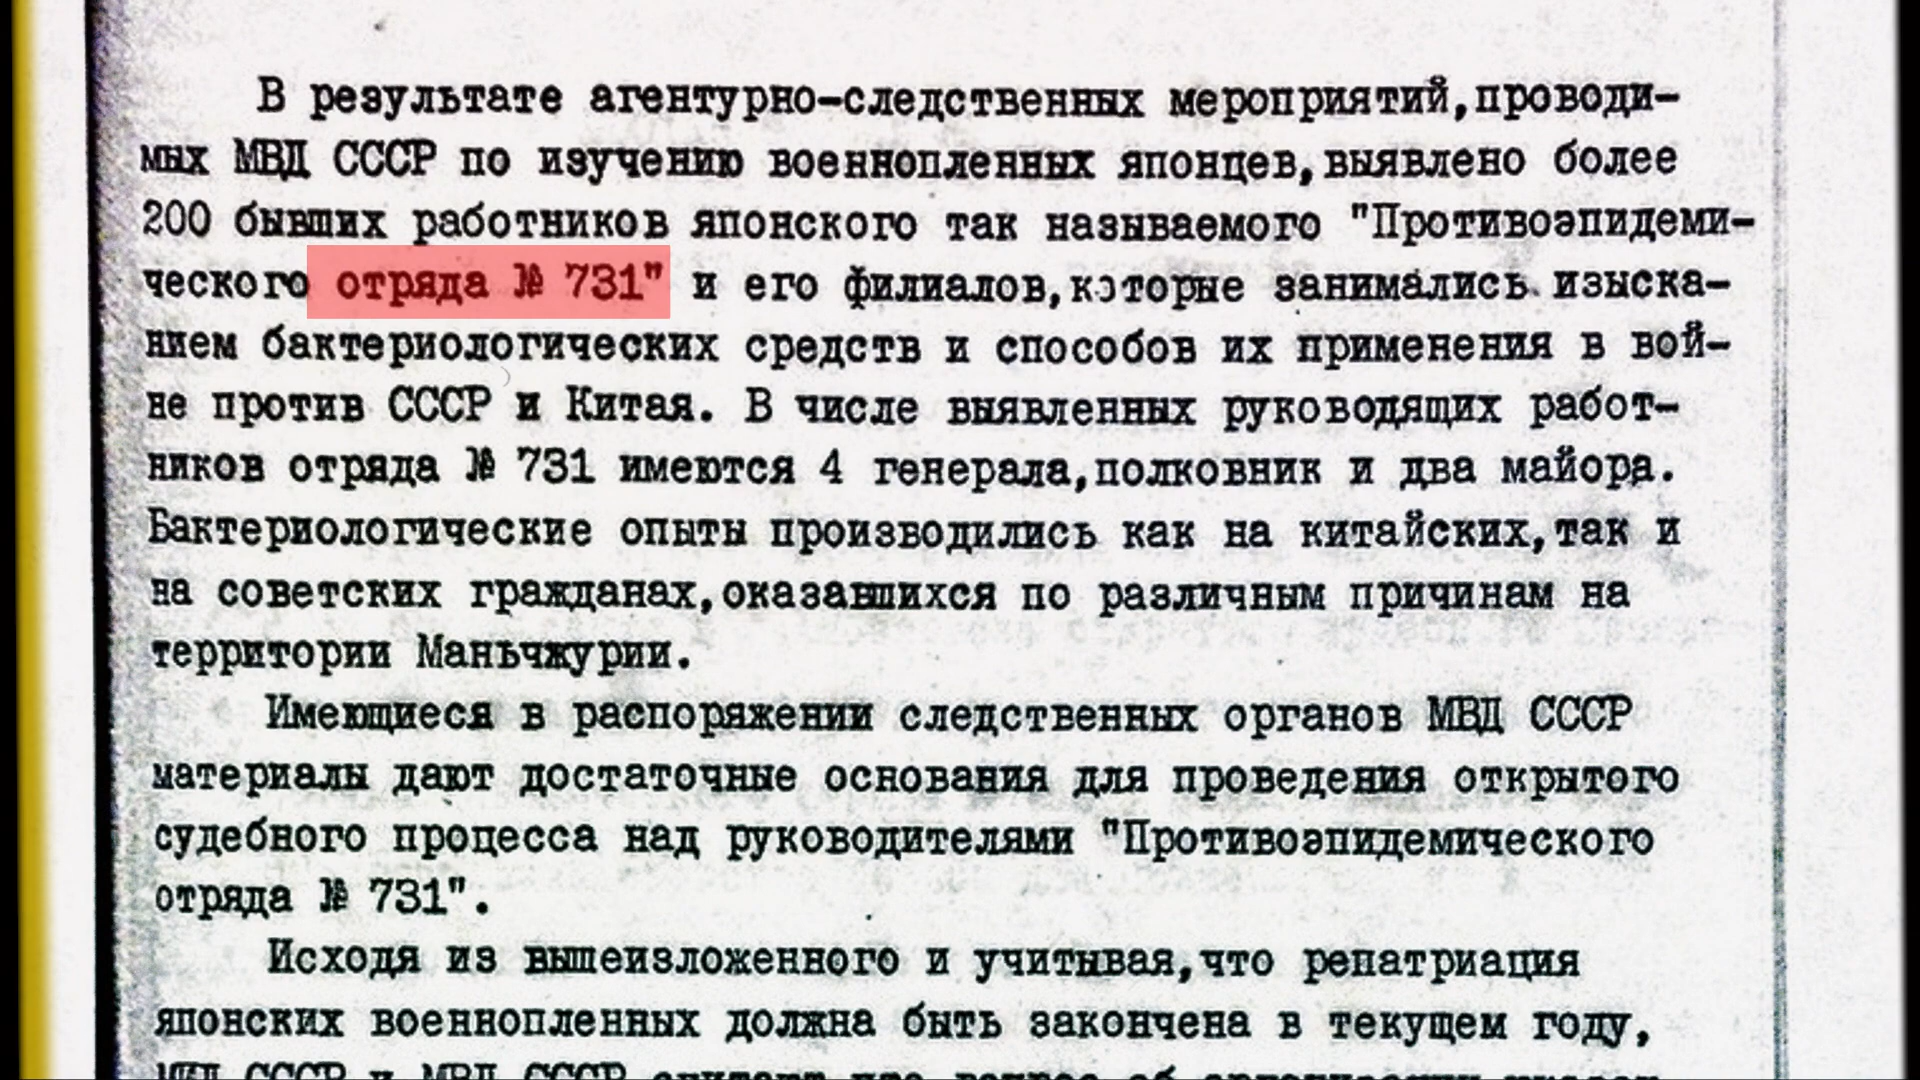 В результате агентурно-следственных мероприятий,проводи-
мых МВД СССР по изучению военнопленных японцев,выявлено более
200 бывших работников японского так называемого "Противоэпидеми-
ческого отряда № 731" и его филиалов,которые занимались изыска-
нием бактериологических средств и способов их применения в вой-
не против СССР и Китая. В числе выявленных руководящих работ-
ников отряда № 731 имеются 4 генерала,полковник и два майора.
Бактериологические опыты производились как на китайских,так и
на советских гражданах,оказавшихся по различным причинам на
территории Маньчжурии.
Имеющиеся в распоряжении следственных органов МВД СССР
материалы дают достаточные основания для проведения открытого
судебного процесса над руководителями "Противоэпидемического
отряда № 731".
Исходя из вышеизложенного и учитывая,что репатриация
японских военнопленных должна быть закончена в текущем году,
СССР и МВД СССР